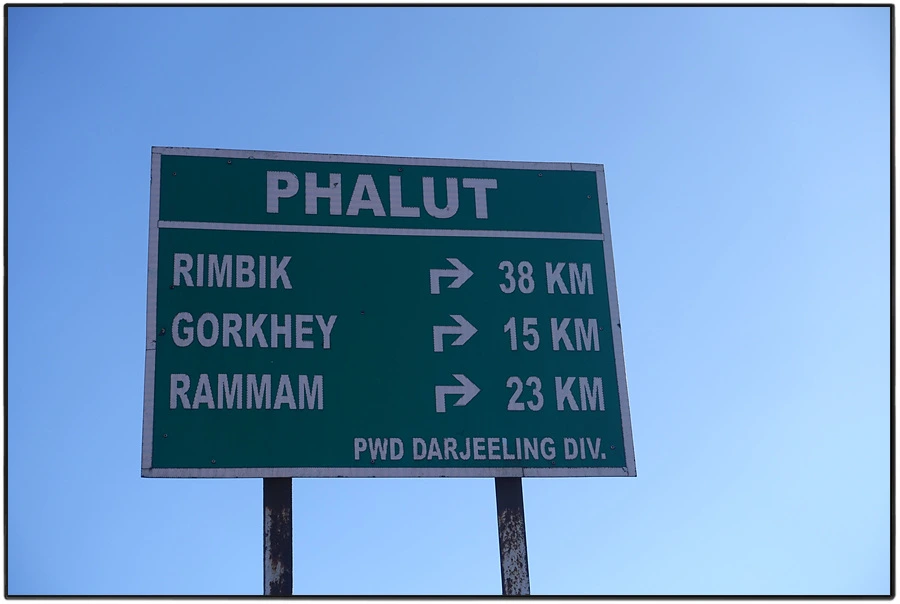 PHALUT
RIMBIK 38 KM
GORKHEY 15 KM
RAMMAM 23 KM
PWD DARJEELING DIV.